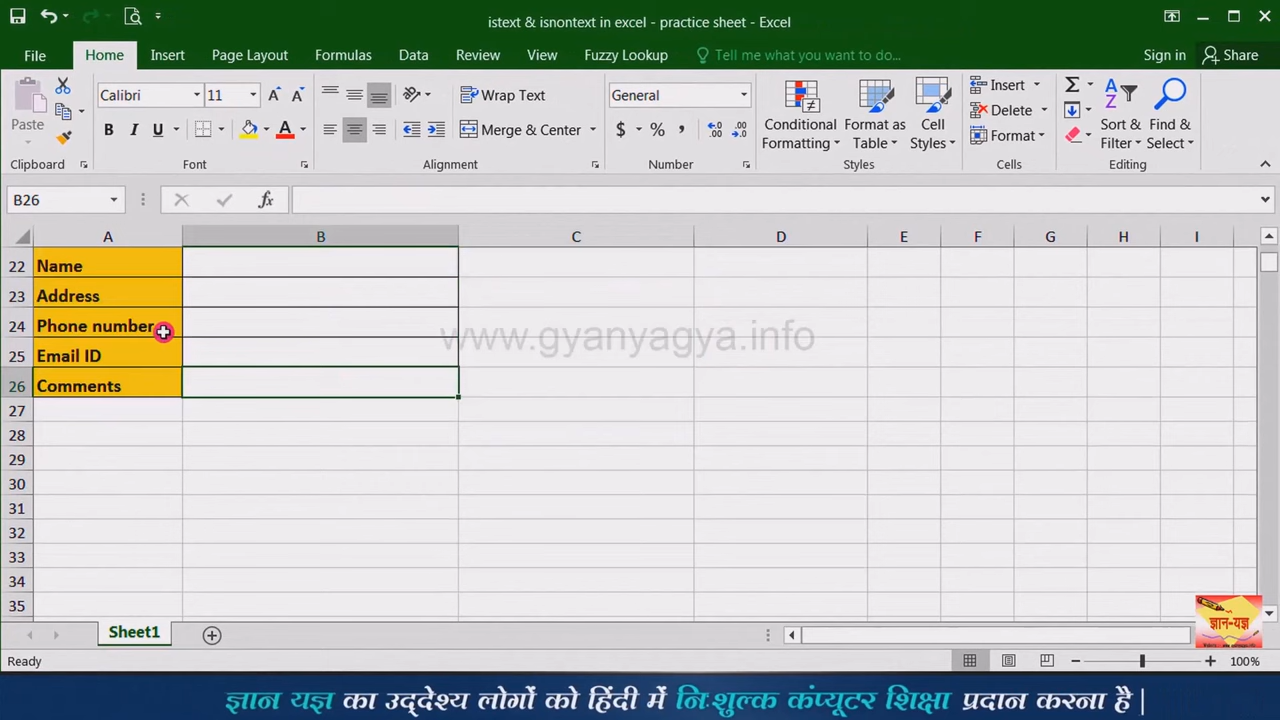 istext & isnontext in excel - practice sheet - Excel
File Home Insert Page Layout Formulas Data Review View Fuzzy Lookup Tell me what you want to do... Sign in Share
Paste
Calibri 11
B I U A
Wrap Text
Merge & Center
General
$ %
Conditional Formatting
Format as Table
Cell Styles
Insert
Delete
Format
Sort & Filter
Find & Select
Clipboard Font Alignment Number Styles Cells Editing
B26 fx
A B C D E F G H I
22 Name
23 Address
24 Phone number
25 Email ID
26 Comments
27
28
29
30
31
32
33
34
35
www.gyanyagya.info
ज्ञान-यज्ञ
Sheet1
Ready 100%
ज्ञान यज्ञ का उद्देश्य लोगों को हिंदी में निःशुल्क कंप्यूटर शिक्षा प्रदान करना है |